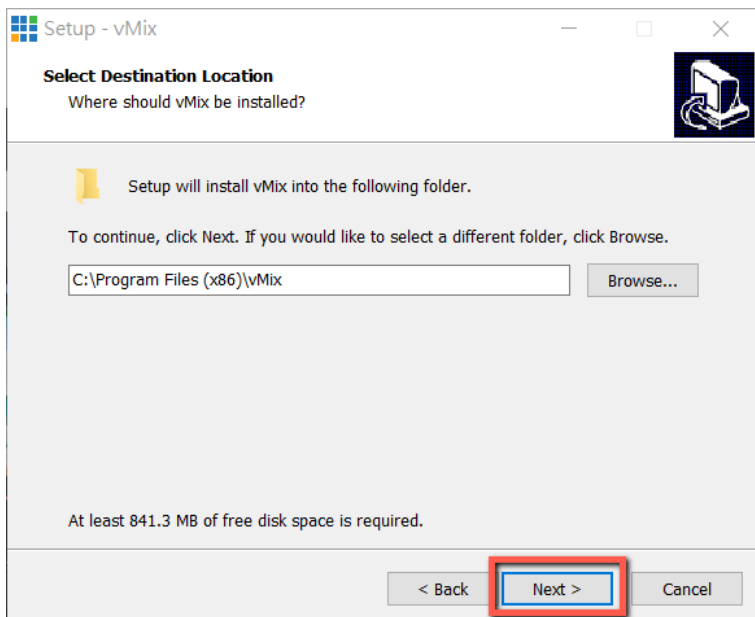 Setup - vMix
Select Destination Location
Where should vMix be installed?
Setup will install vMix into the following folder.
To continue, click Next. If you would like to select a different folder, click Browse.
C:\Program Files (x86)\vMix
Browse...
At least 841.3 MB of free disk space is required.
< Back
Next >
Cancel